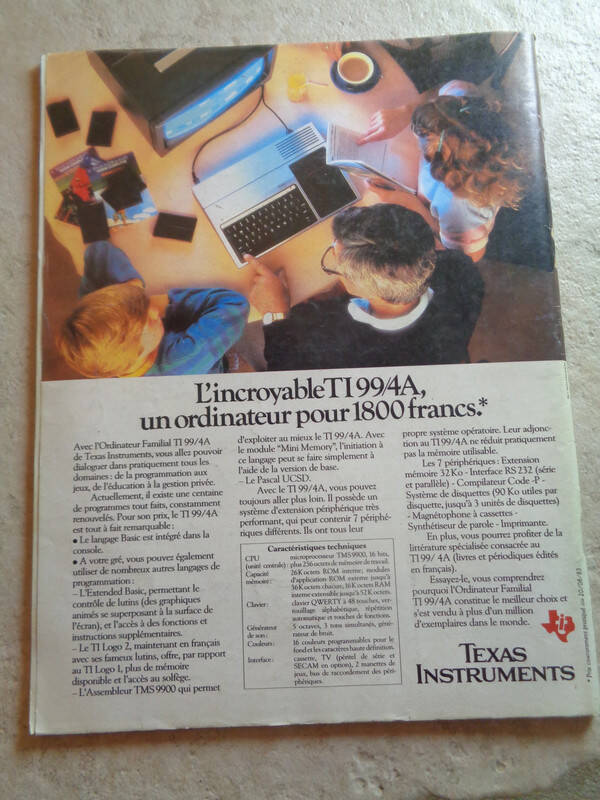 L'incroyable TI 99/4A,
un ordinateur pour 1800 francs.*
Avec l'Ordinateur Familial TI 99/4A
de Texas Instruments, vous allez pouvoir
dialoguer dans pratiquement tous les
domaines : de la programmation aux
jeux, de l'éducation à la gestion privée.
Actuellement, il existe une centaine
de programmes tout faits, constamment
renouvelés. Pour son prix, le TI 99/4A
est tout à fait remarquable :
● Le langage Basic est intégré dans la
console.
● A votre gré, vous pouvez également
utiliser de nombreux autres langages de
programmation :
– L'Extended Basic, permettant le
contrôle de lutins (des graphiques
animés se superposant à la surface de
l'écran), et l'accès à des fonctions et
instructions supplémentaires.
– Le TI Logo 2, maintenant en français
avec ses fameux lutins, offre, par rapport
au TI Logo 1, plus de mémoire
disponible et l'accès au solfège.
– L'Assembleur TMS 9900 qui permet
d'exploiter au mieux le TI 99/4A. Avec
le module "Mini Memory", l'initiation à
ce langage peut se faire simplement à
l'aide de la version de base.
– Le Pascal UCSD.
Avec le TI 99/4A, vous pouvez
toujours aller plus loin. Il possède un
système d'extension périphérique très
performant, qui peut contenir 7 périphé-
riques différents. Ils ont tous leur
Caractéristiques techniques
CPU microprocesseur TMS 9900, 16 bits,
(unité centrale) : plus 256 octets de mémoire de travail.
Capacité 26 K octets ROM interne; modules
mémoire : d'application ROM externe jusqu'à
36 K octets chacun, 16 K octets RAM
interne extensible jusqu'à 52 K octets.
Clavier : clavier QWERTY à 48 touches, ver-
rouillage alphabétique, répétition
automatique et touches de fonctions.
Générateur 5 octaves, 3 tons simultanés, géné-
de son : rateur de bruit.
Couleurs : 16 couleurs programmables pour le
fond et les caractères haute définition.
Interface : cassette, TV (péritel de série et
SECAM en option), 2 manettes de
jeux, bus de raccordement des péri-
phériques.
propre système opératoire. Leur adjonc-
tion au TI 99/4A ne réduit pratiquement
pas la mémoire utilisable.
Les 7 périphériques : Extension
mémoire 32 Ko - Interface RS 232 (série
et parallèle) - Compilateur Code -P -
Système de disquettes (90 Ko utiles par
disquette, jusqu'à 3 unités de disquettes)
- Magnétophone à cassettes -
Synthétiseur de parole - Imprimante.
En plus, vous pourrez profiter de la
littérature spécialisée consacrée au
TI 99/ 4A (livres et périodiques édités
en français).
Essayez-le, vous comprendrez
pourquoi l'Ordinateur Familial
TI 99/4A constitue le meilleur choix et
s'est vendu à plus d'un million
d'exemplaires dans le monde.
TEXAS
INSTRUMENTS